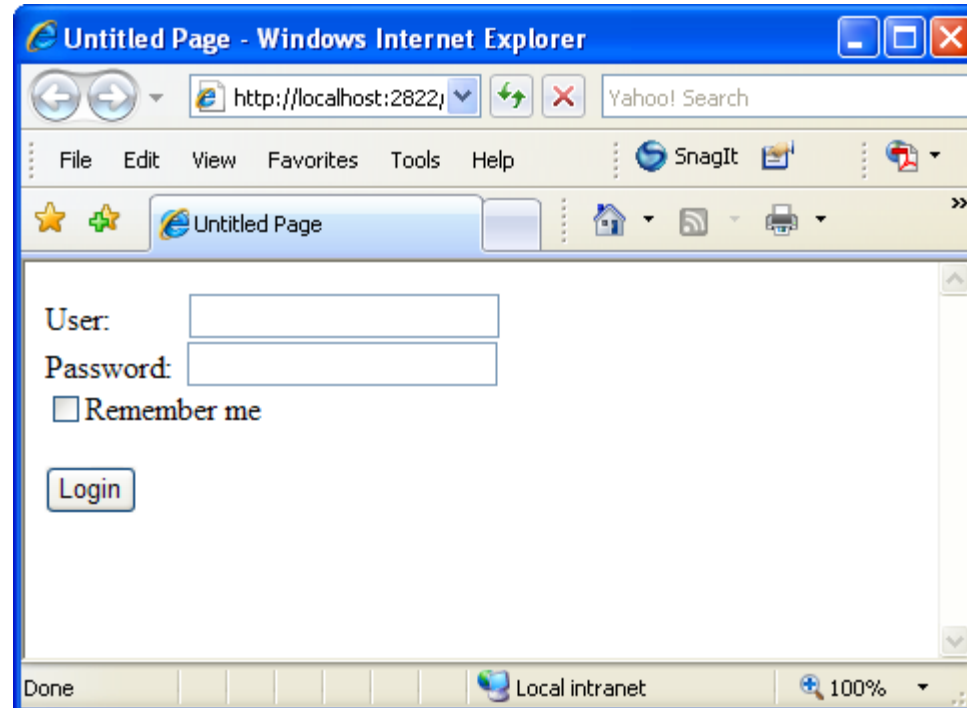 Untitled Page - Windows Internet Explorer
http://localhost:2822/
Yahoo! Search
File Edit View Favorites Tools Help
SnagIt
Untitled Page
User:
Password:
Remember me
Login
Done
Local intranet
100%